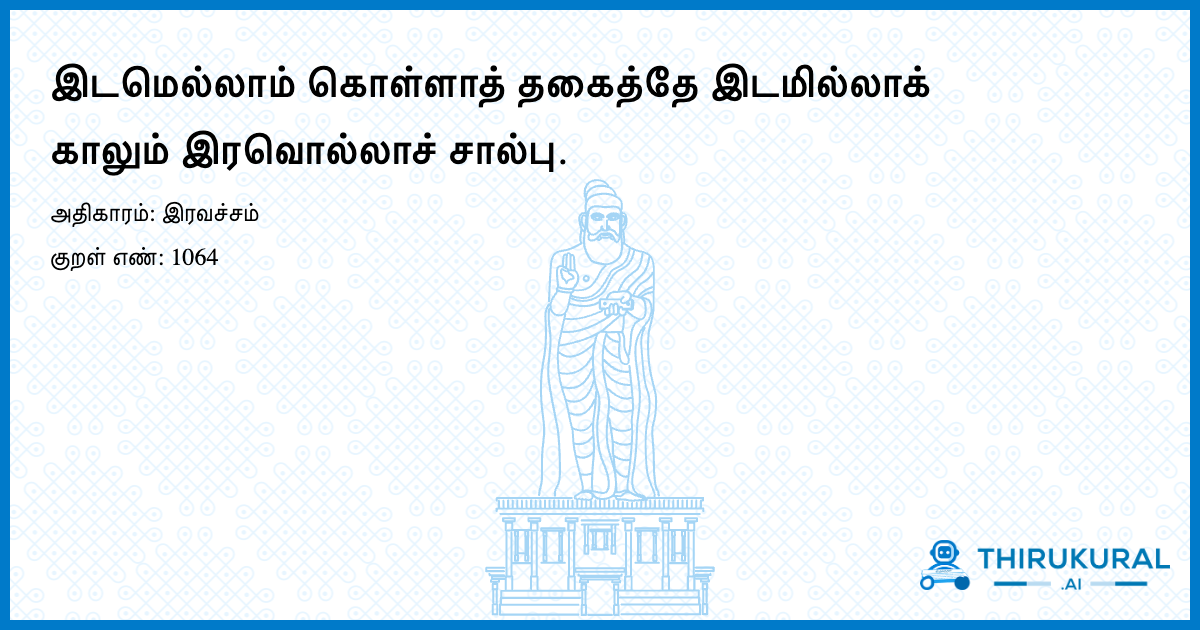 இடமெல்லாம் கொள்ளாத் தகைத்தே இடமில்லாக்
காலும் இரவொல்லாச் சால்பு.
அதிகாரம்: இரவச்சம்
குறள் எண்: 1064
THIRUKURAL
.AI